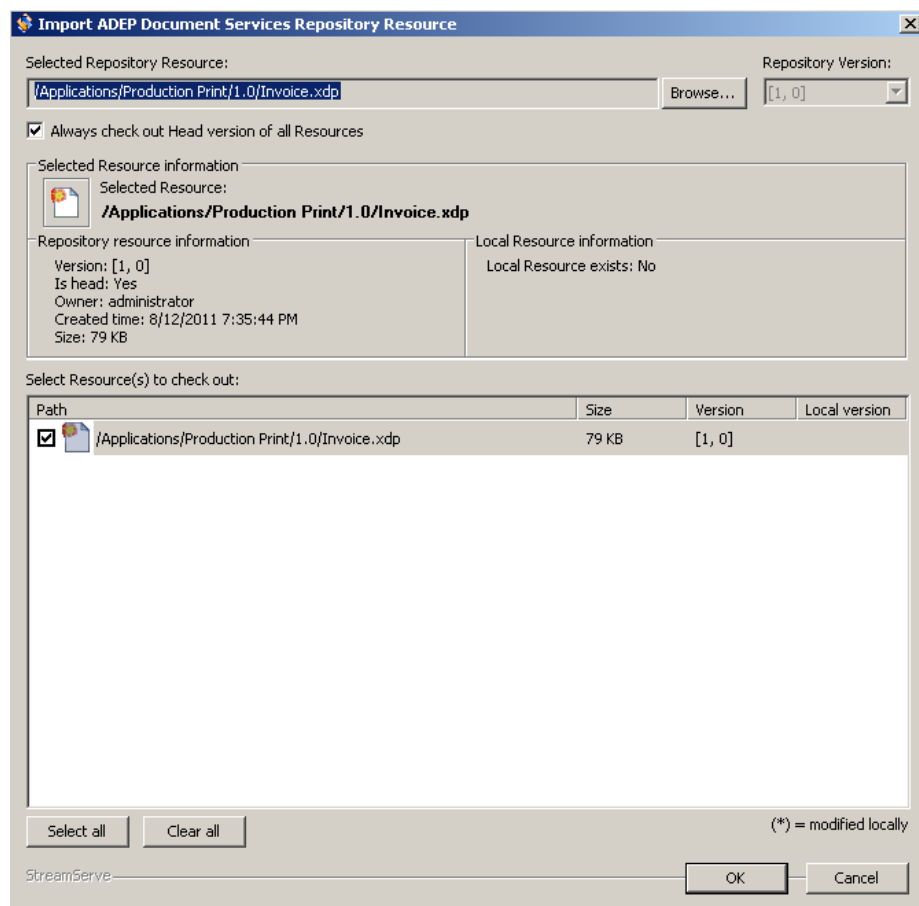 Import ADEP Document Services Repository Resource
Selected Repository Resource:
Repository Version:
/Applications/Production Print/1.0/Invoice.xdp
Browse...
[1, 0]
Always check out Head version of all Resources
Selected Resource information
Selected Resource:
/Applications/Production Print/1.0/Invoice.xdp
Repository resource information
Local Resource information
Version: [1, 0]
Local Resource exists: No
Is head: Yes
Owner: administrator
Created time: 8/12/2011 7:35:44 PM
Size: 79 KB
Select Resource(s) to check out:
Path Size Version Local version
/Applications/Production Print/1.0/Invoice.xdp 79 KB [1, 0]
Select all Clear all (*) = modified locally
StreamServe
OK Cancel